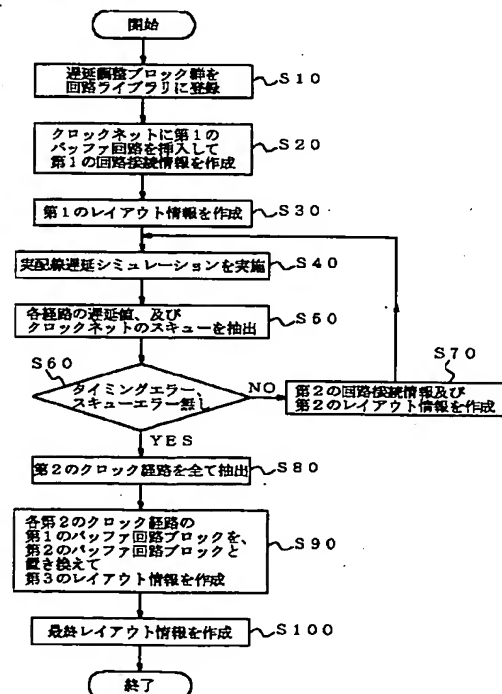 開始
遅延調整ブロック群を
回路ライブラリに登録
S10
クロックネットに第1の
バッファ回路を挿入して
第1の回路接続情報を作成
S20
第1のレイアウト情報を作成
S30
実配線遅延シミュレーションを実施
S40
各経路の遅延値、及び
クロックネットのスキューを抽出
S50
S60
タイミングエラー、
スキューエラー無し
NO
S70
第2の回路接続情報及び
第2のレイアウト情報を作成
YES
第2のクロック経路を全て抽出
S80
各第2のクロック経路の
第1のバッファ回路ブロックを、
第2のバッファ回路ブロックと
置き換えて
第3のレイアウト情報を作成
S90
最終レイアウト情報を作成
S100
終了